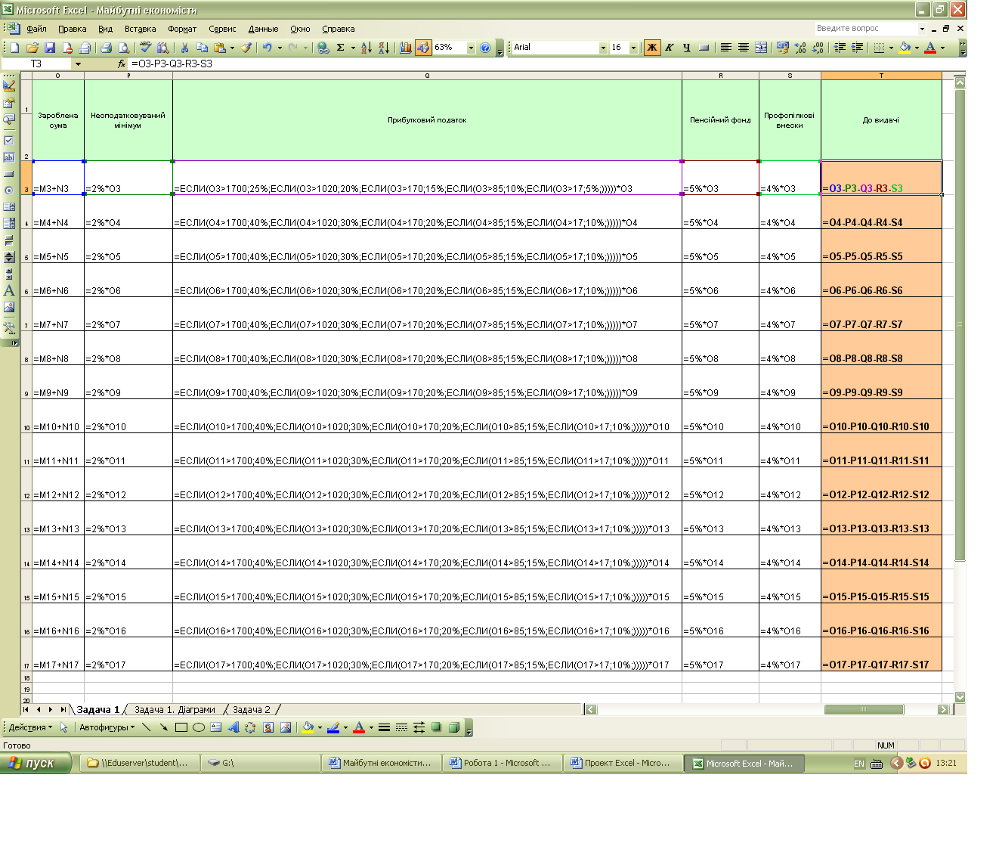 Microsoft Excel - Майбутні економісти
Файл Правка Вид Вставка Формат Сервис Данные Окно Справка Введите вопрос
63% Arial 16 Ж К Ч
T3 fx =O3-P3-Q3-R3-S3
O P Q R S T
1
2
Зароблена сума Неоподатковуваний мінімум Прибутковий податок Пенсійний фонд Профспілкові внески До видачі
3 =M3+N3 =2%*O3 =ЕСЛИ(O3>1700;25%;ЕСЛИ(O3>1020;20%;ЕСЛИ(O3>170;15%;ЕСЛИ(O3>85;10%;ЕСЛИ(O3>17;5%;)))))*O3 =5%*O3 =4%*O3 =O3-P3-Q3-R3-S3
4 =M4+N4 =2%*O4 =ЕСЛИ(O4>1700;40%;ЕСЛИ(O4>1020;30%;ЕСЛИ(O4>170;20%;ЕСЛИ(O4>85;15%;ЕСЛИ(O4>17;10%;)))))*O4 =5%*O4 =4%*O4 =O4-P4-Q4-R4-S4
5 =M5+N5 =2%*O5 =ЕСЛИ(O5>1700;40%;ЕСЛИ(O5>1020;30%;ЕСЛИ(O5>170;20%;ЕСЛИ(O5>85;15%;ЕСЛИ(O5>17;10%;)))))*O5 =5%*O5 =4%*O5 =O5-P5-Q5-R5-S5
6 =M6+N6 =2%*O6 =ЕСЛИ(O6>1700;40%;ЕСЛИ(O6>1020;30%;ЕСЛИ(O6>170;20%;ЕСЛИ(O6>85;15%;ЕСЛИ(O6>17;10%;)))))*O6 =5%*O6 =4%*O6 =O6-P6-Q6-R6-S6
7 =M7+N7 =2%*O7 =ЕСЛИ(O7>1700;40%;ЕСЛИ(O7>1020;30%;ЕСЛИ(O7>170;20%;ЕСЛИ(O7>85;15%;ЕСЛИ(O7>17;10%;)))))*O7 =5%*O7 =4%*O7 =O7-P7-Q7-R7-S7
8 =M8+N8 =2%*O8 =ЕСЛИ(O8>1700;40%;ЕСЛИ(O8>1020;30%;ЕСЛИ(O8>170;20%;ЕСЛИ(O8>85;15%;ЕСЛИ(O8>17;10%;)))))*O8 =5%*O8 =4%*O8 =O8-P8-Q8-R8-S8
9 =M9+N9 =2%*O9 =ЕСЛИ(O9>1700;40%;ЕСЛИ(O9>1020;30%;ЕСЛИ(O9>170;20%;ЕСЛИ(O9>85;15%;ЕСЛИ(O9>17;10%;)))))*O9 =5%*O9 =4%*O9 =O9-P9-Q9-R9-S9
10 =M10+N10 =2%*O10 =ЕСЛИ(O10>1700;40%;ЕСЛИ(O10>1020;30%;ЕСЛИ(O10>170;20%;ЕСЛИ(O10>85;15%;ЕСЛИ(O10>17;10%;)))))*O10 =5%*O10 =4%*O10 =O10-P10-Q10-R10-S10
11 =M11+N11 =2%*O11 =ЕСЛИ(O11>1700;40%;ЕСЛИ(O11>1020;30%;ЕСЛИ(O11>170;20%;ЕСЛИ(O11>85;15%;ЕСЛИ(O11>17;10%;)))))*O11 =5%*O11 =4%*O11 =O11-P11-Q11-R11-S11
12 =M12+N12 =2%*O12 =ЕСЛИ(O12>1700;40%;ЕСЛИ(O12>1020;30%;ЕСЛИ(O12>170;20%;ЕСЛИ(O12>85;15%;ЕСЛИ(O12>17;10%;)))))*O12 =5%*O12 =4%*O12 =O12-P12-Q12-R12-S12
13 =M13+N13 =2%*O13 =ЕСЛИ(O13>1700;40%;ЕСЛИ(O13>1020;30%;ЕСЛИ(O13>170;20%;ЕСЛИ(O13>85;15%;ЕСЛИ(O13>17;10%;)))))*O13 =5%*O13 =4%*O13 =O13-P13-Q13-R13-S13
14 =M14+N14 =2%*O14 =ЕСЛИ(O14>1700;40%;ЕСЛИ(O14>1020;30%;ЕСЛИ(O14>170;20%;ЕСЛИ(O14>85;15%;ЕСЛИ(O14>17;10%;)))))*O14 =5%*O14 =4%*O14 =O14-P14-Q14-R14-S14
15 =M15+N15 =2%*O15 =ЕСЛИ(O15>1700;40%;ЕСЛИ(O15>1020;30%;ЕСЛИ(O15>170;20%;ЕСЛИ(O15>85;15%;ЕСЛИ(O15>17;10%;)))))*O15 =5%*O15 =4%*O15 =O15-P15-Q15-R15-S15
16 =M16+N16 =2%*O16 =ЕСЛИ(O16>1700;40%;ЕСЛИ(O16>1020;30%;ЕСЛИ(O16>170;20%;ЕСЛИ(O16>85;15%;ЕСЛИ(O16>17;10%;)))))*O16 =5%*O16 =4%*O16 =O16-P16-Q16-R16-S16
17 =M17+N17 =2%*O17 =ЕСЛИ(O17>1700;40%;ЕСЛИ(O17>1020;30%;ЕСЛИ(O17>170;20%;ЕСЛИ(O17>85;15%;ЕСЛИ(O17>17;10%;)))))*O17 =5%*O17 =4%*O17 =O17-P17-Q17-R17-S17
18
19
20
Задача 1 Задача 1. Діаграми Задача 2
Действия Автофигуры
Готово NUM
пуск \\Eduserver\student\... G:\ Майбутні економісти... Робота 1 - Microsoft ... Проект Excel - Micro... Microsoft Excel - Май... EN 13:21